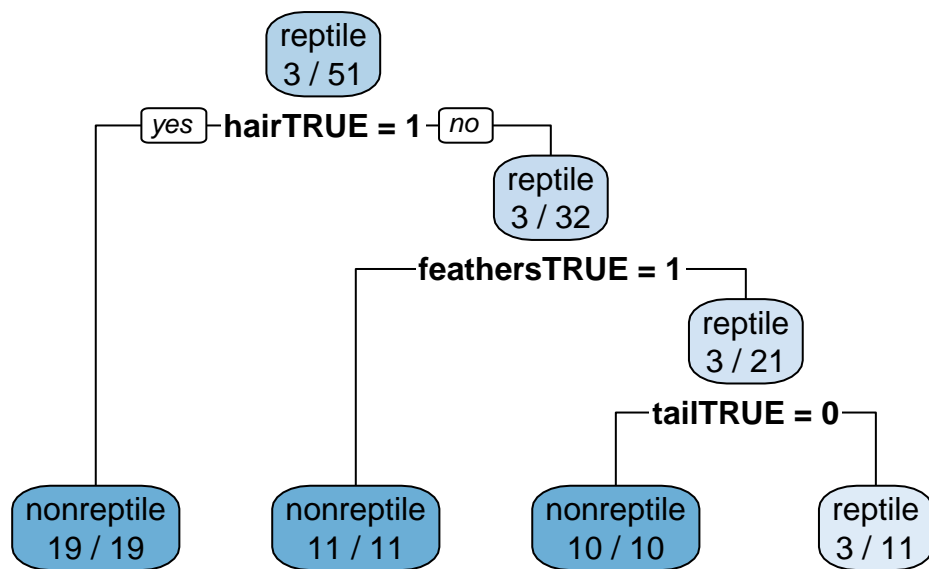 reptile
3 / 51
yes hairTRUE = 1 no
reptile
3 / 32
feathersTRUE = 1
reptile
3 / 21
tailTRUE = 0
nonreptile
19 / 19
nonreptile
11 / 11
nonreptile
10 / 10
reptile
3 / 11